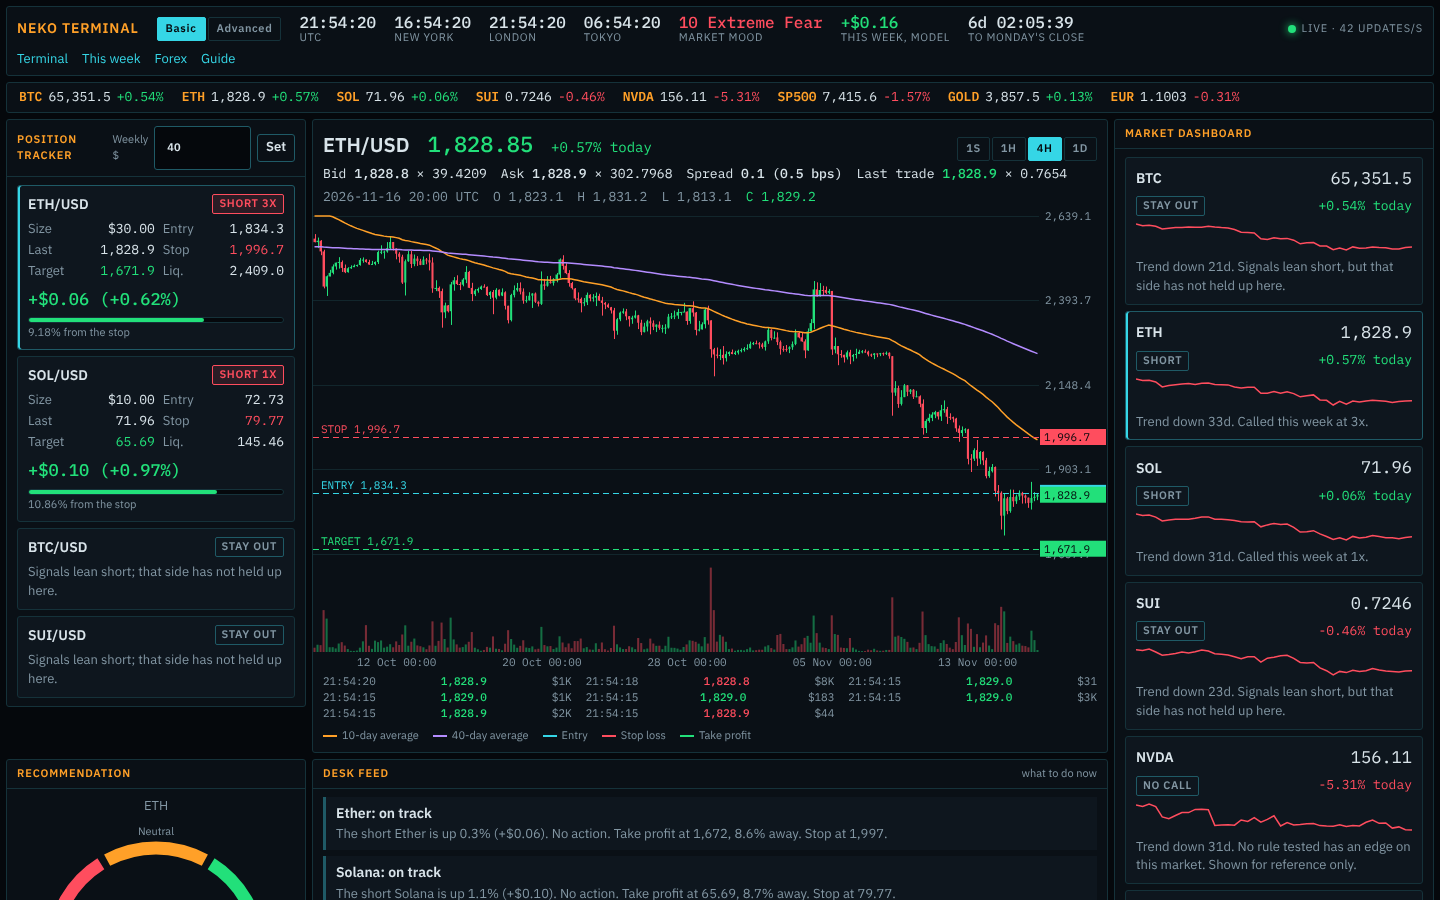 NEKO TERMINAL
Basic Advanced
21:54:20 16:54:20 21:54:20 06:54:20 10 Extreme Fear +$0.16 6d 02:05:39
UTC NEW YORK LONDON TOKYO MARKET MOOD THIS WEEK, MODEL TO MONDAY'S CLOSE
LIVE · 42 UPDATES/S
Terminal This week Forex Guide
BTC 65,351.5 +0.54% ETH 1,828.9 +0.57% SOL 71.96 +0.06% SUI 0.7246 -0.46% NVDA 156.11 -5.31% SP500 7,415.6 -1.57% GOLD 3,857.5 +0.13% EUR 1.1003 -0.31%
POSITION TRACKER
Weekly $ 40 Set
ETH/USD SHORT 3X
Size $30.00 Entry 1,834.3
Last 1,828.9 Stop 1,996.7
Target 1,671.9 Liq. 2,409.0
+$0.06 (+0.62%)
9.18% from the stop
SOL/USD SHORT 1X
Size $10.00 Entry 72.73
Last 71.96 Stop 79.77
Target 65.69 Liq. 145.46
+$0.10 (+0.97%)
10.86% from the stop
BTC/USD STAY OUT
Signals lean short; that side has not held up
here.
SUI/USD STAY OUT
Signals lean short; that side has not held up
here.
RECOMMENDATION
ETH
Neutral
ETH/USD 1,828.85 +0.57% today
1S 1H 4H 1D
Bid 1,828.8 × 39.4209 Ask 1,828.9 × 302.7968 Spread 0.1 (0.5 bps) Last trade 1,828.9 × 0.7654
2026-11-16 20:00 UTC O 1,823.1 H 1,831.2 L 1,813.1 C 1,829.2
2,639.1
2,393.7
2,148.4
STOP 1,996.7
1,996.7
1,903.1
ENTRY 1,834.3
1,828.9
TARGET 1,671.9
1,671.9
12 Oct 00:00 20 Oct 00:00 28 Oct 00:00 05 Nov 00:00 13 Nov 00:00
21:54:20 1,828.9 $1K 21:54:18 1,828.8 $8K 21:54:15 1,829.0 $31
21:54:15 1,829.0 $1K 21:54:15 1,829.0 $183 21:54:15 1,829.0 $3K
21:54:15 1,828.9 $2K 21:54:15 1,828.9 $44
10-day average 40-day average Entry Stop loss Take profit
DESK FEED what to do now
Ether: on track
The short Ether is up 0.3% (+$0.06). No action. Take profit at 1,672, 8.6% away. Stop at 1,997.
Solana: on track
The short Solana is up 1.1% (+$0.10). No action. Take profit at 65.69, 8.7% away. Stop at 79.77.
MARKET DASHBOARD
BTC 65,351.5
STAY OUT +0.54% today
Trend down 21d. Signals lean short, but that
side has not held up here.
ETH 1,828.9
SHORT +0.57% today
Trend down 33d. Called this week at 3x.
SOL 71.96
SHORT +0.06% today
Trend down 31d. Called this week at 1x.
SUI 0.7246
STAY OUT -0.46% today
Trend down 23d. Signals lean short, but that
side has not held up here.
NVDA 156.11
NO CALL -5.31% today
Trend down 31d. No rule tested has an edge on
this market. Shown for reference only.